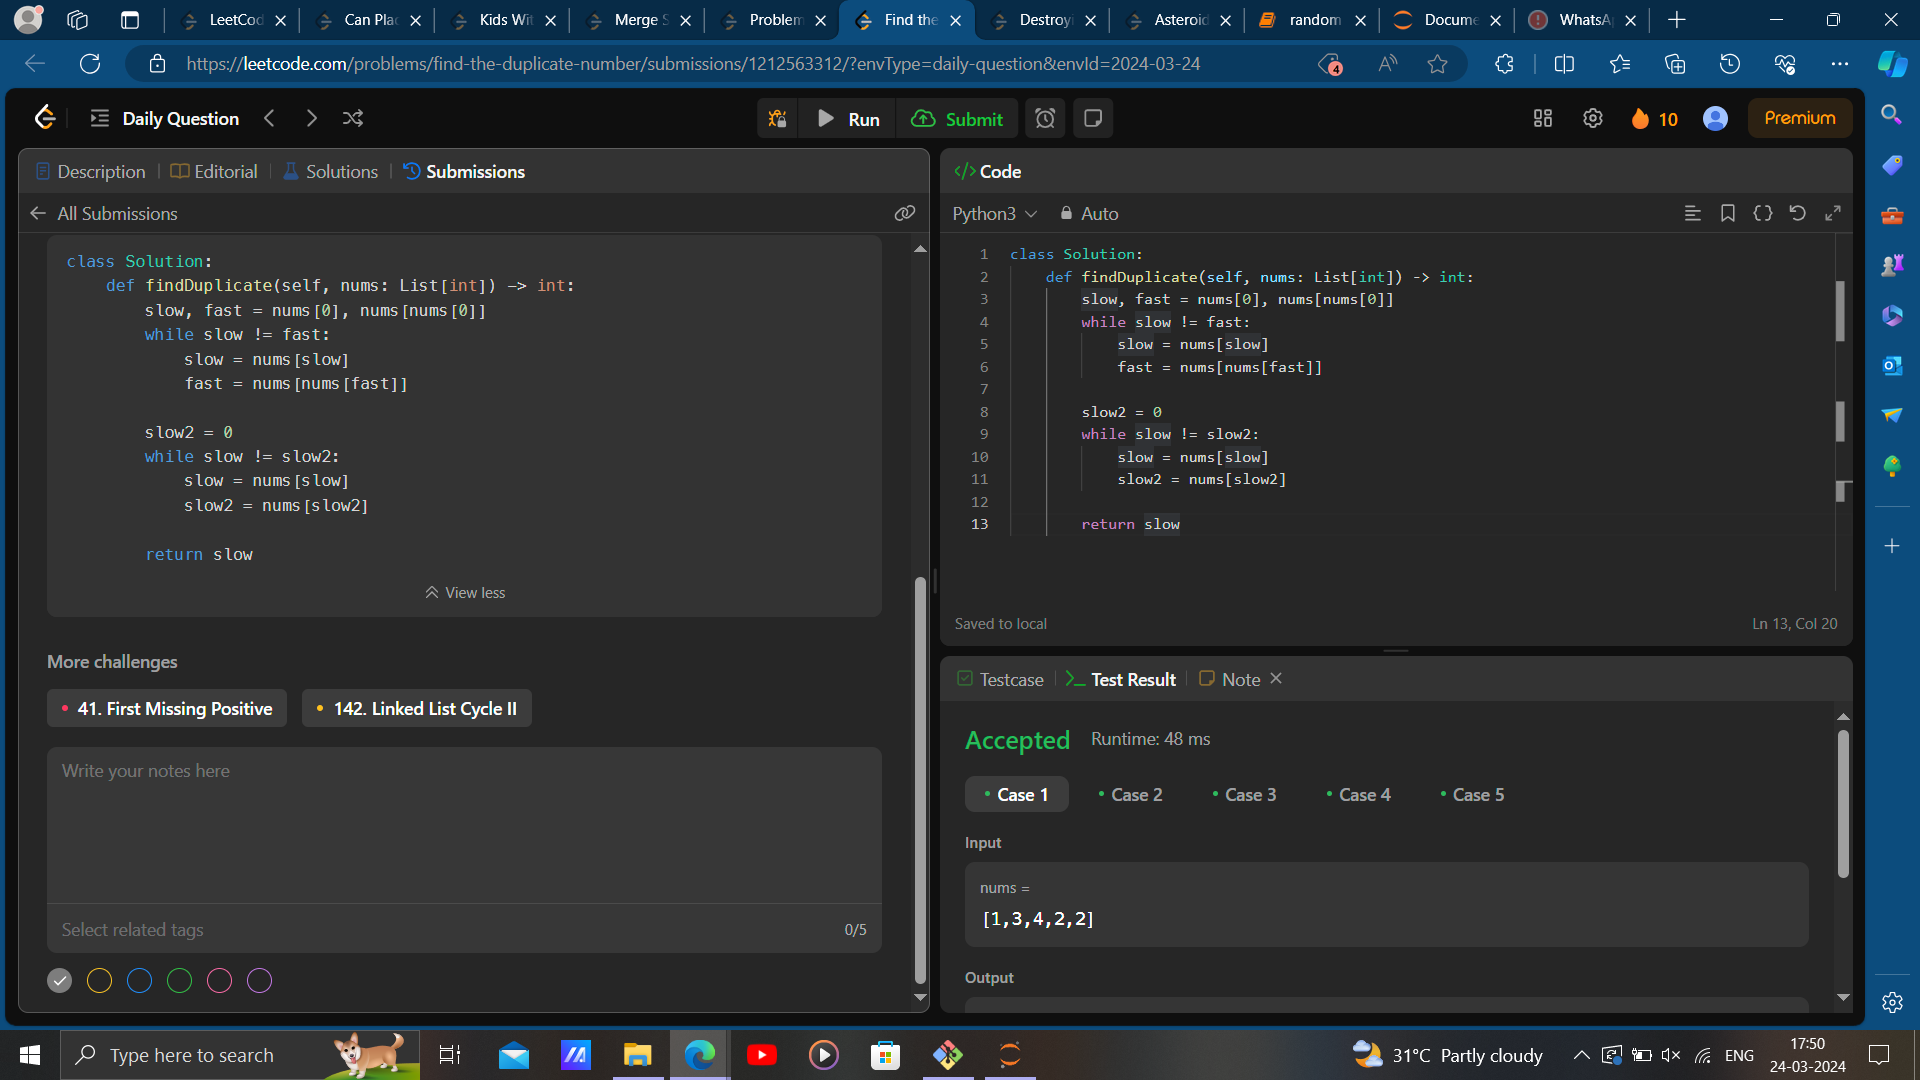 LeetCod
Can Plac
Kids Wit
Merge S
Problem
Find the
Destroyi
Asteroid
random
Docume
WhatsA
https://leetcode.com/problems/find-the-duplicate-number/submissions/1212563312/?envType=daily-question&envId=2024-03-24
4
Daily Question
Run
Submit
10
Premium
Description
Editorial
Solutions
Submissions
All Submissions
class Solution:
def findDuplicate(self, nums: List[int]) -> int:
slow, fast = nums[0], nums[nums[0]]
while slow != fast:
slow = nums[slow]
fast = nums[nums[fast]]
slow2 = 0
while slow != slow2:
slow = nums[slow]
slow2 = nums[slow2]
return slow
View less
More challenges
41. First Missing Positive
142. Linked List Cycle II
Write your notes here
Select related tags
0/5
</> Code
Python3
Auto
1 class Solution:
2 def findDuplicate(self, nums: List[int]) -> int:
3 slow, fast = nums[0], nums[nums[0]]
4 while slow != fast:
5 slow = nums[slow]
6 fast = nums[nums[fast]]
7
8 slow2 = 0
9 while slow != slow2:
10 slow = nums[slow]
11 slow2 = nums[slow2]
12
13 return slow
Saved to local
Ln 13, Col 20
Testcase
Test Result
Note
Accepted
Runtime: 48 ms
Case 1
Case 2
Case 3
Case 4
Case 5
Input
nums =
[1,3,4,2,2]
Output
Type here to search
31°C Partly cloudy
ENG
17:50
24-03-2024